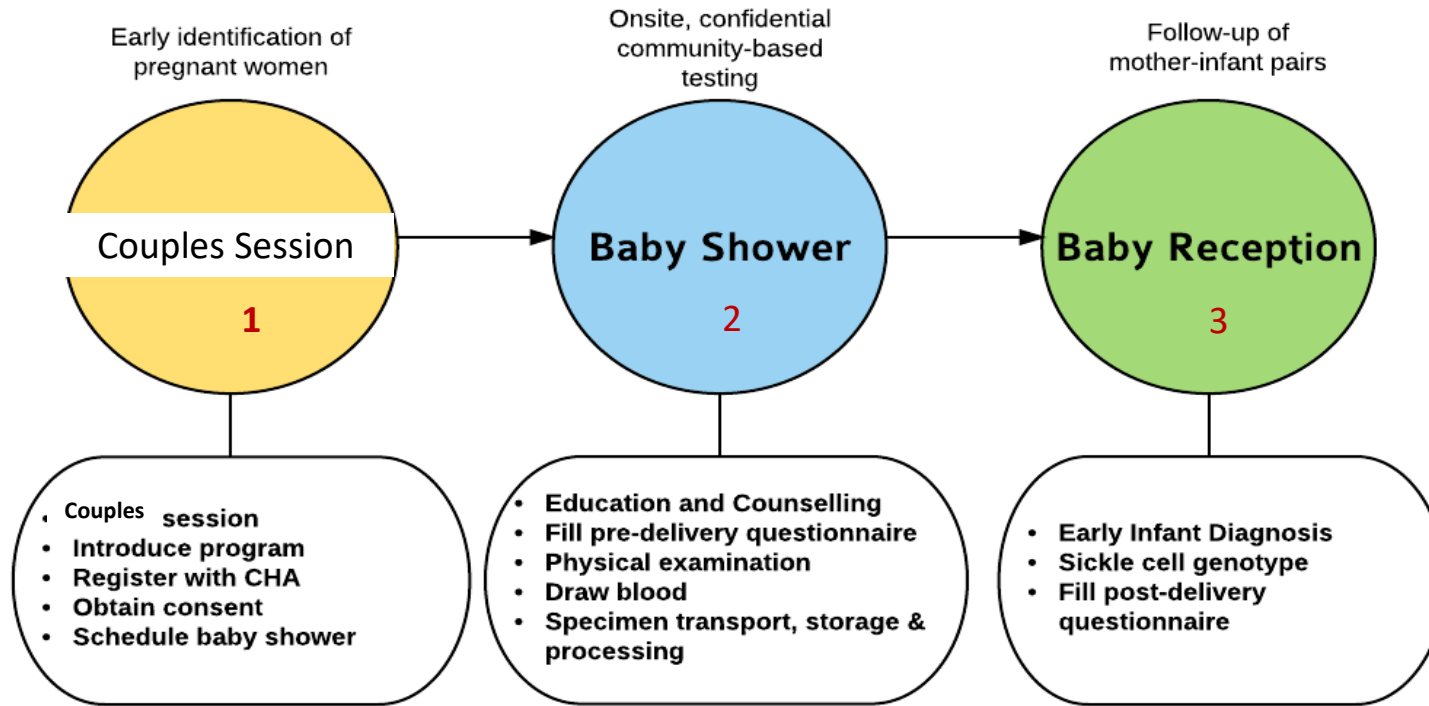 Early identification of
pregnant women
Onsite, confidential
community-based
testing
Follow-up of
mother-infant pairs
Couples Session
1
Baby Shower
2
Baby Reception
3
• Couples session
• Introduce program
• Register with CHA
• Obtain consent
• Schedule baby shower
• Education and Counselling
• Fill pre-delivery questionnaire
• Physical examination
• Draw blood
• Specimen transport, storage &
processing
• Early Infant Diagnosis
• Sickle cell genotype
• Fill post-delivery
questionnaire